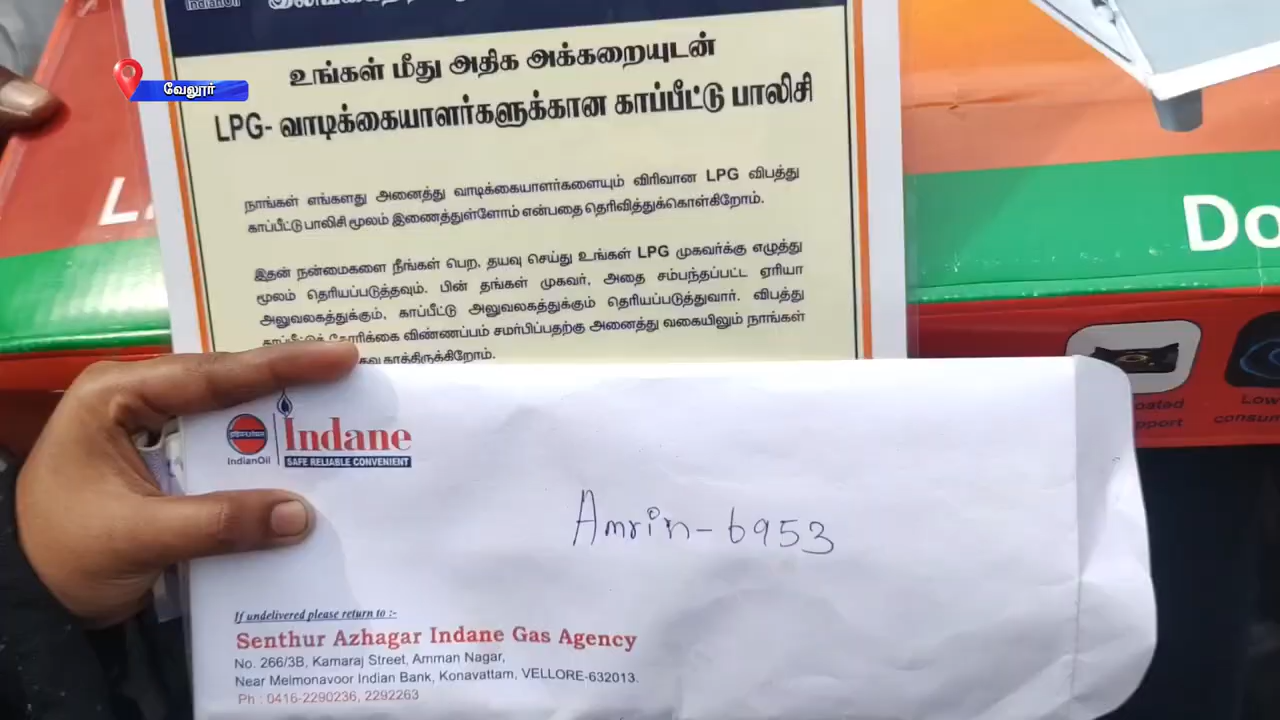 IndianOil
வேலூர்
உங்கள் மீது அதிக அக்கறையுடன்
LPG- வாடிக்கையாளர்களுக்கான காப்பீட்டு பாலிசி
நாங்கள் எங்களது அனைத்து வாடிக்கையாளர்களையும் விரிவான LPG விபத்து
காப்பீட்டு பாலிசி மூலம் இணைத்துள்ளோம் என்பதை தெரிவித்துக்கொள்கிறோம்.
இதன் நன்மைகளை நீங்கள் பெற, தயவு செய்து உங்கள் LPG முகவர்க்கு எழுத்து
மூலம் தெரியப்படுத்தவும். பின் தங்கள் முகவர், அதை சம்பந்தப்பட்ட ஏரியா
அலுவலகத்துக்கும், காப்பீட்டு அலுவலகத்துக்கும் தெரியப்படுத்துவார். விபத்து
விண்ணப்பம் சமர்பிப்பதற்கு அனைத்து வகையிலும் நாங்கள்
காத்திருக்கிறோம்.
Do
Low
IndianOil
Indane
SAFE RELIABLE CONVENIENT
Amrin - 6953
If undelivered please return to :-
Senthur Azhagar Indane Gas Agency
No. 266/3B, Kamaraj Street, Amman Nagar,
Near Meimonavoor Indian Bank, Konavattam, VELLORE-632013.
Ph : 0416-2290236, 2292263